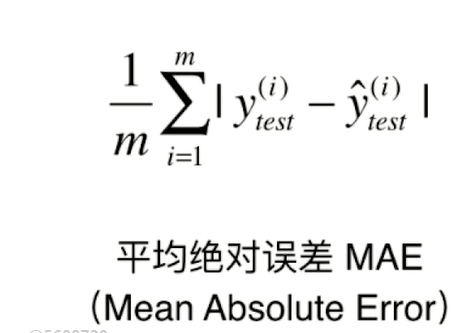 \frac{1}{m} \sum_{i=1}^{m} | y_{test}^{(i)} - \hat{y}_{test}^{(i)} |
平均绝对误差 MAE
（Mean Absolute Error）